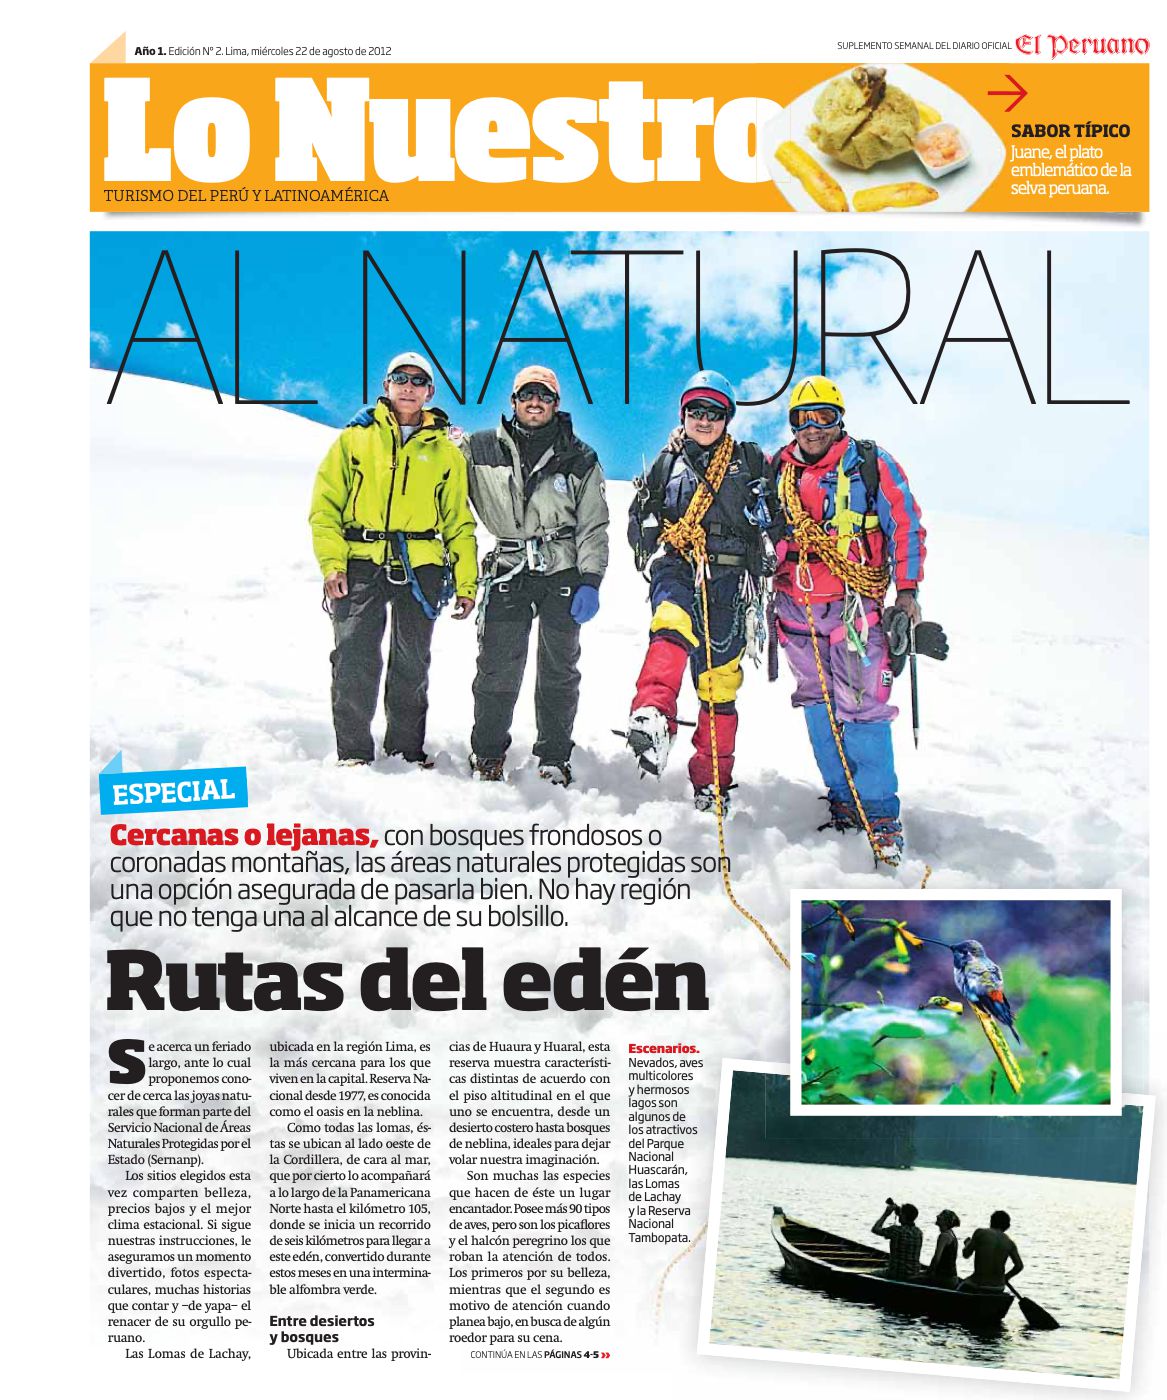 Año 1. Edición N° 2. Lima, miércoles 22 de agosto de 2012
SUPLEMENTO SEMANAL DEL DIARIO OFICIAL El Peruano
Lo Nuestro
TURISMO DEL PERÚ Y LATINOAMÉRICA
SABOR TÍPICO
Juane, el plato
emblemático de la
selva peruana.
AL NATURAL
ESPECIAL
Cercanas o lejanas, con bosques frondosos o
coronadas montañas, las áreas naturales protegidas son
una opción asegurada de pasarla bien. No hay región
que no tenga una al alcance de su bolsillo.
Rutas del edén
Se acerca un feriado
largo, ante lo cual
proponemos cono-
cer de cerca las joyas natu-
rales que forman parte del
Servicio Nacional de Áreas
Naturales Protegidas por el
Estado (Sernanp).
Los sitios elegidos esta
vez comparten belleza,
precios bajos y el mejor
clima estacional. Si sigue
nuestras instrucciones, le
aseguramos un momento
divertido, fotos especta-
culares, muchas historias
que contar y –de yapa– el
renacer de su orgullo pe-
ruano.
Las Lomas de Lachay,
ubicada en la región Lima, es
la más cercana para los que
viven en la capital. Reserva Na-
cional desde 1977, es conocida
como el oasis en la neblina.
Como todas las lomas, és-
tas se ubican al lado oeste de
la Cordillera, de cara al mar,
que por cierto lo acompañará
a lo largo de la Panamericana
Norte hasta el kilómetro 105,
donde se inicia un recorrido
de seis kilómetros para llegar a
este edén, convertido durante
estos meses en una intermina-
ble alfombra verde.
Entre desiertos
y bosques
Ubicada entre las provin-
cias de Huaura y Huaral, esta
reserva muestra característi-
cas distintas de acuerdo con
el piso altitudinal en el que
uno se encuentra, desde un
desierto costero hasta bosques
de neblina, ideales para dejar
volar nuestra imaginación.
Son muchas las especies
que hacen de éste un lugar
encantador. Posee más 90 tipos
de aves, pero son los picaflores
y el halcón peregrino los que
roban la atención de todos.
Los primeros por su belleza,
mientras que el segundo es
motivo de atención cuando
planea bajo, en busca de algún
roedor para su cena.
CONTINÚA EN LAS PÁGINAS 4-5 »
Escenarios.
Nevados, aves
multicolores
y hermosos
lagos son
algunos de
los atractivos
del Parque
Nacional
Huascarán,
las Lomas
de Lachay
y la Reserva
Nacional
Tambopata.